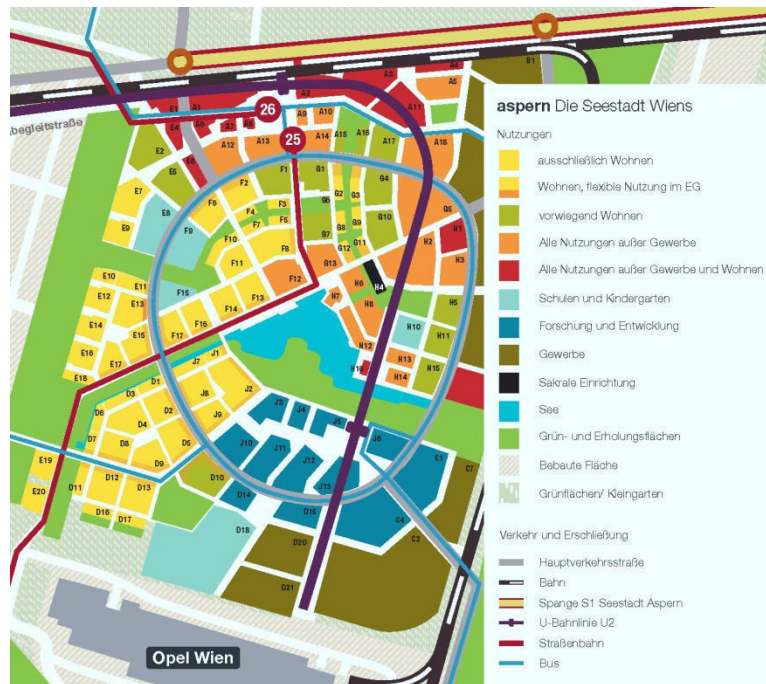 aspern Die Seestadt Wiens
Nutzungen
ausschließlich Wohnen
Wohnen, flexible Nutzung im EG
vorwiegend Wohnen
Alle Nutzungen außer Gewerbe
Alle Nutzungen außer Gewerbe und Wohnen
Schulen und Kindergarten
Forschung und Entwicklung
Gewerbe
Sakrale Einrichtung
See
Grün- und Erholungsflächen
Bebaute Fläche
Grünflächen/ Kleingarten
Verkehr und Erschließung
Hauptverkehrsstraße
Bahn
Spange S1 Seestadt Aspern
U-Bahnlinie U2
Straßenbahn
Bus
B1
A3
A5
A2
A11
E1 A1
26
E4
A7
A9 A10
nbegleitstraße
25
A12 A13 A14 A15 A16 A17 A18
E2
E5
F1 G1 G4
E7
F2
E8
F6
F3
G2 G3
G6
G5
E9
F9
F4
F7
F5
G8 G9
G10
H1
F10
G7
G12 G11
H2
F8
H3
F11
G13
E10
E11
F12
H6
H4
E12
E13
F15
F13
H7
H8
H5
E14
F14
H10
H11
E15
F17 F16
H12
E16
E17
H13
H15
J1
J7
H14
E18
D1
D3
J8 J2
D6
D2
J9
J3
J4
J5
J6
D4
D7
D8
D5
J10
J11
C1
E19
D9
J12
C7
D11 D12 D13
D10
J13
E20
D14
D16 D17
D15
C4
D18
D20
C2
D21
Opel Wien